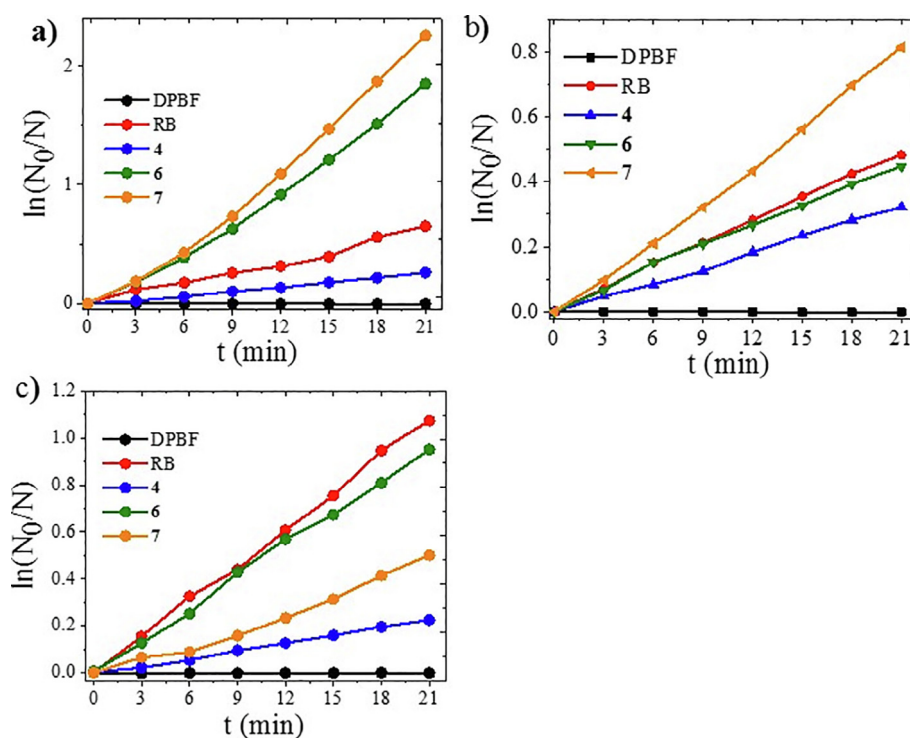 a)
ln(N0/N)
2
1
0
DPBF
RB
4
6
7
0 3 6 9 12 15 18 21
t (min)
b)
ln(N0/N)
0.8
0.6
0.4
0.2
0.0
DPBF
RB
4
6
7
0 3 6 9 12 15 18 21
t (min)
c)
ln(N0/N)
1.2
1.0
0.8
0.6
0.4
0.2
0.0
DPBF
RB
4
6
7
0 3 6 9 12 15 18 21
t (min)